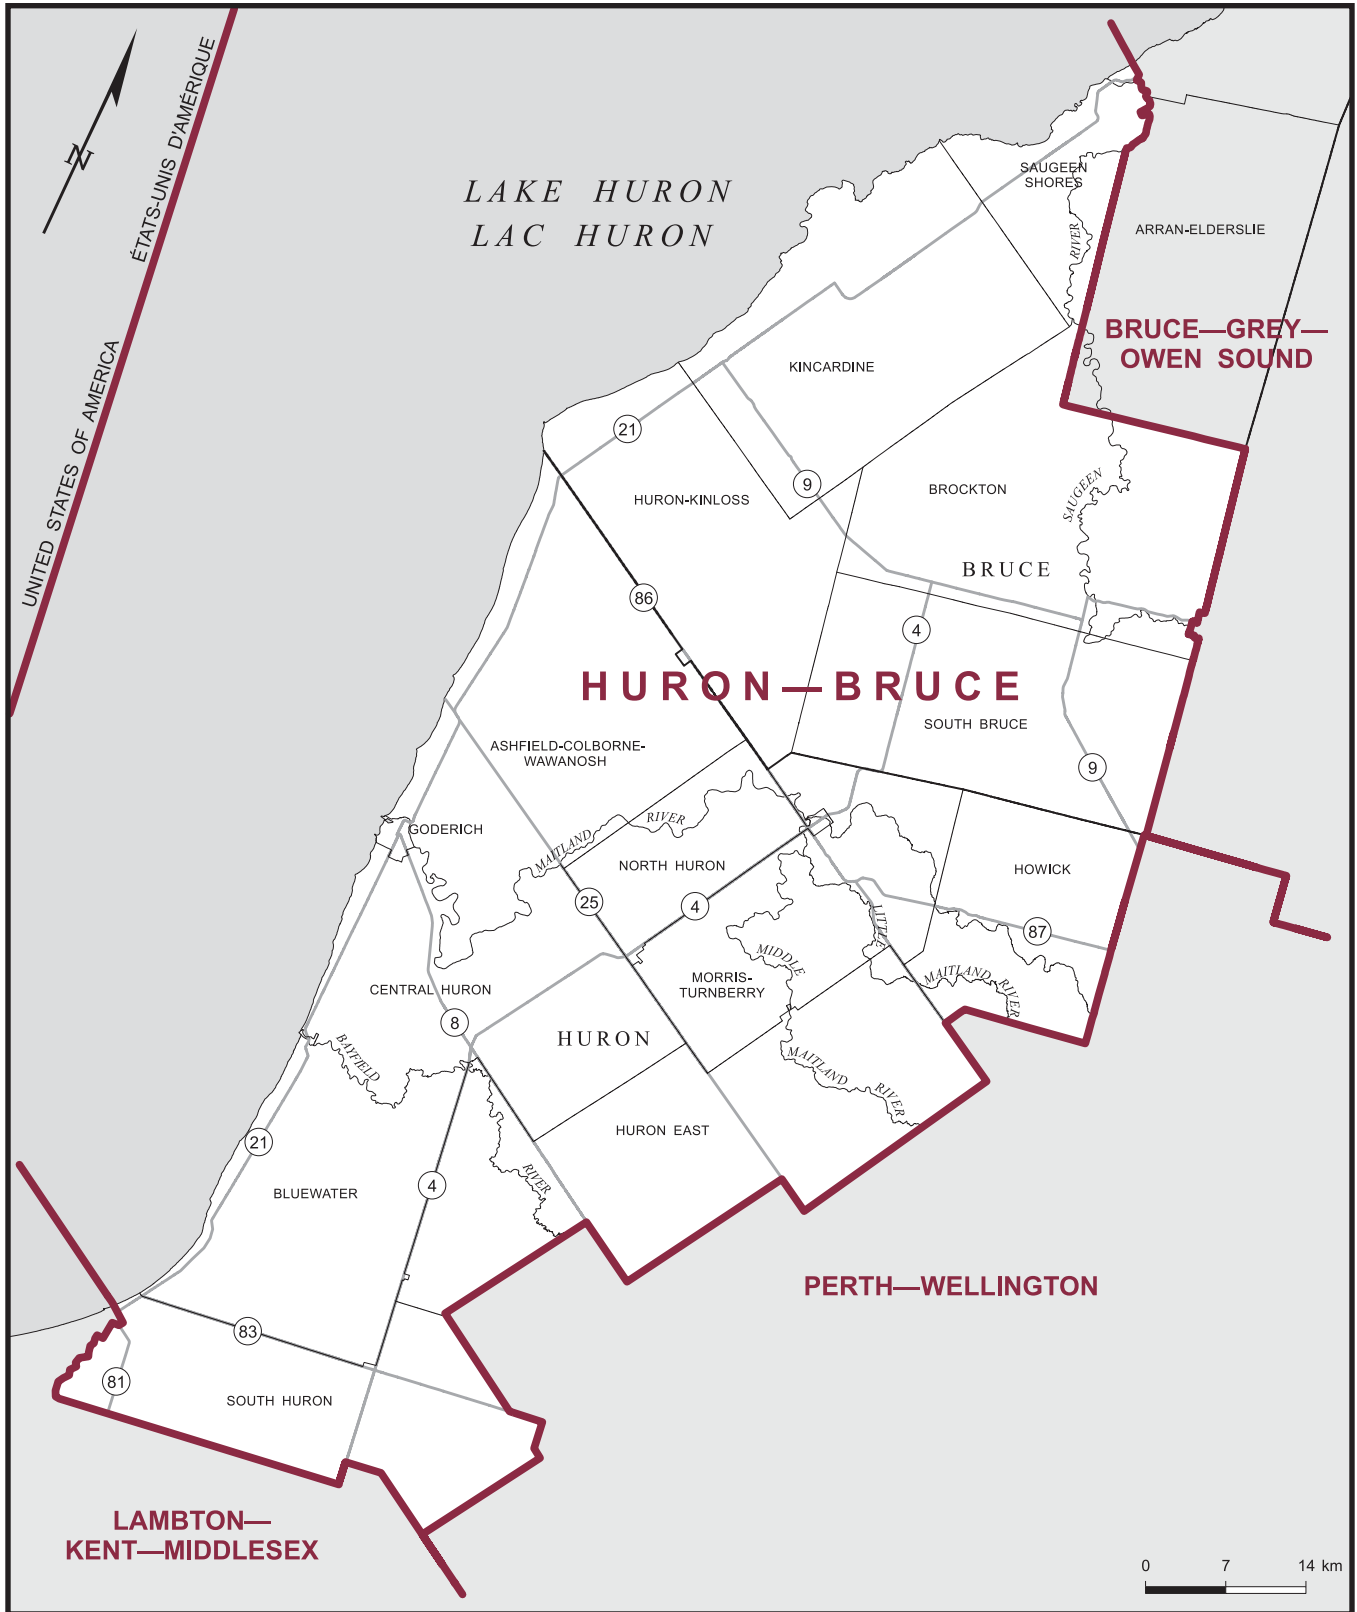 N
UNITED STATES OF AMERICA
ÉTATS-UNIS D'AMÉRIQUE
LAKE HURON
LAC HURON
SAUGEEN
SHORES
RIVER
ARRAN-ELDERSLIE
BRUCE—GREY—
OWEN SOUND
KINCARDINE
21
9
HURON-KINLOSS
BROCKTON
SAUGEEN
BRUCE
86
4
HURON—BRUCE
SOUTH BRUCE
ASHFIELD-COLBORNE-
WAWANOSH
9
GODERICH
MAITLAND
RIVER
NORTH HURON
HOWICK
25
4
LITTLE
87
MIDDLE
MORRIS-
TURNBERRY
MAITLAND
RIVER
CENTRAL HURON
8
HURON
BAYFIELD
MAITLAND
RIVER
21
HURON EAST
RIVER
BLUEWATER
4
PERTH—WELLINGTON
83
81
SOUTH HURON
LAMBTON—
KENT—MIDDLESEX
0 7 14 km